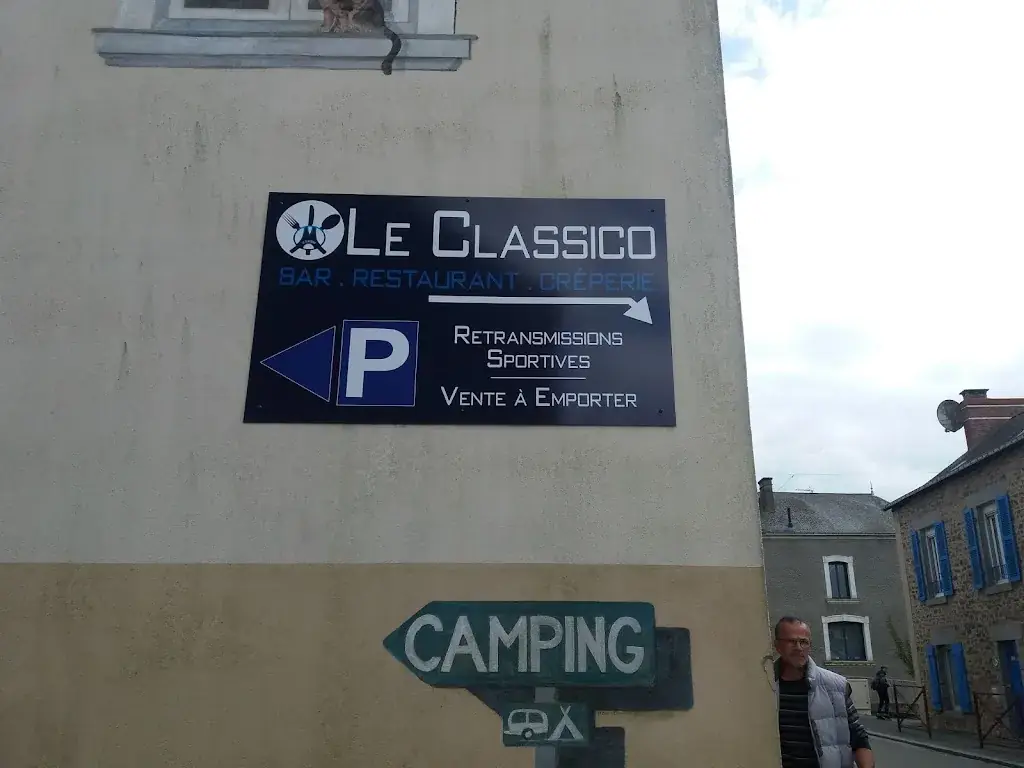 Le Classico
BAR . RESTAURANT . CRÊPERIE
P
Retransmissions
Sportives
Vente à Emporter
CAMPING